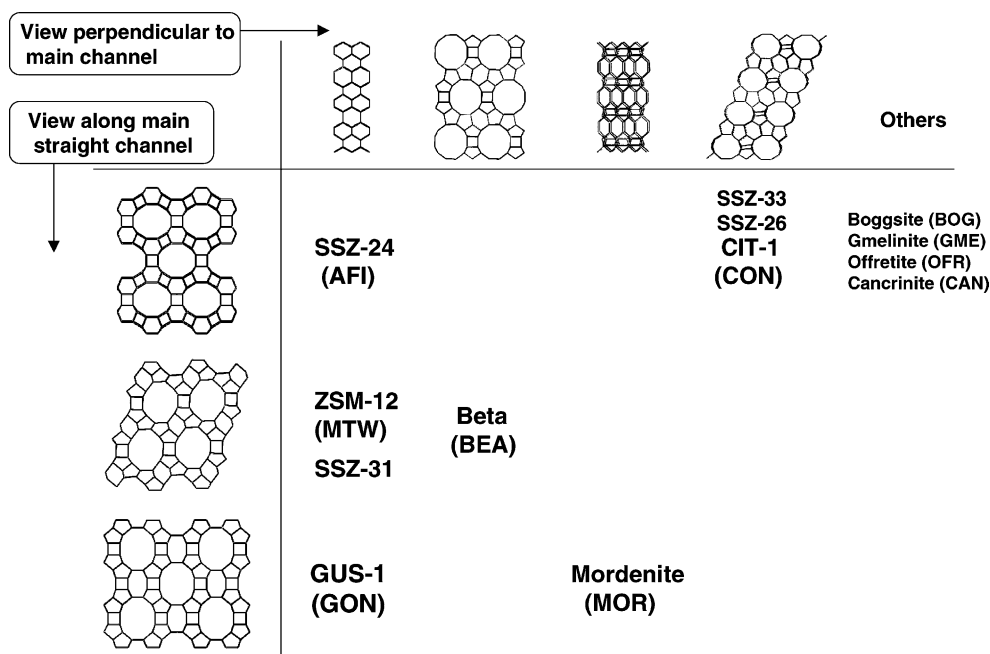 View perpendicular to
main channel
View along main
straight channel
Others
SSZ-24
(AFI)
SSZ-33
SSZ-26
CIT-1
(CON)
Boggsite (BOG)
Gmelinite (GME)
Offretite (OFR)
Cancrinite (CAN)
ZSM-12
(MTW)
SSZ-31
Beta
(BEA)
GUS-1
(GON)
Mordenite
(MOR)